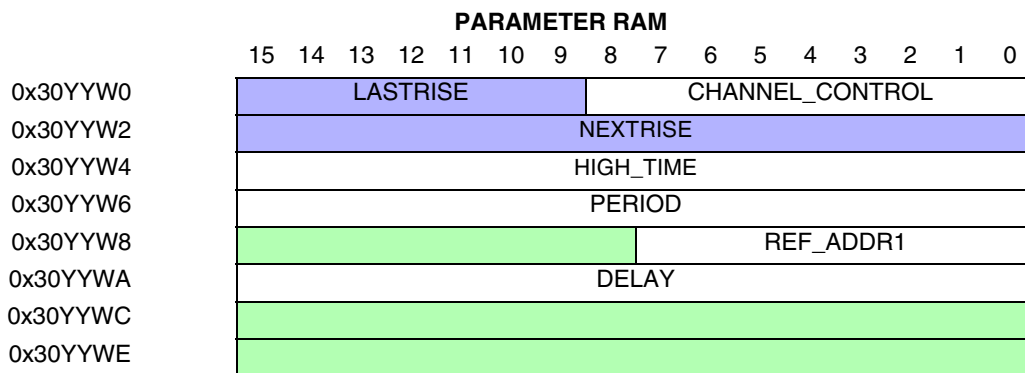 PARAMETER RAM
15 14 13 12 11 10 9 8 7 6 5 4 3 2 1 0
0x30YYW0 LASTRISE CHANNEL_CONTROL
0x30YYW2 NEXTRISE
0x30YYW4 HIGH_TIME
0x30YYW6 PERIOD
0x30YYW8 REF_ADDR1
0x30YYWA DELAY
0x30YYWC
0x30YYWE